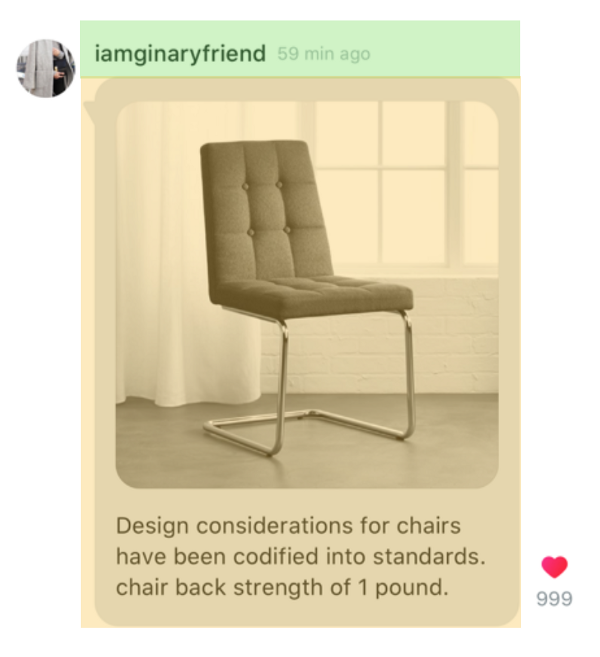 iamginaryfriend 59 min ago
Design considerations for chairs
have been codified into standards.
chair back strength of 1 pound.
999